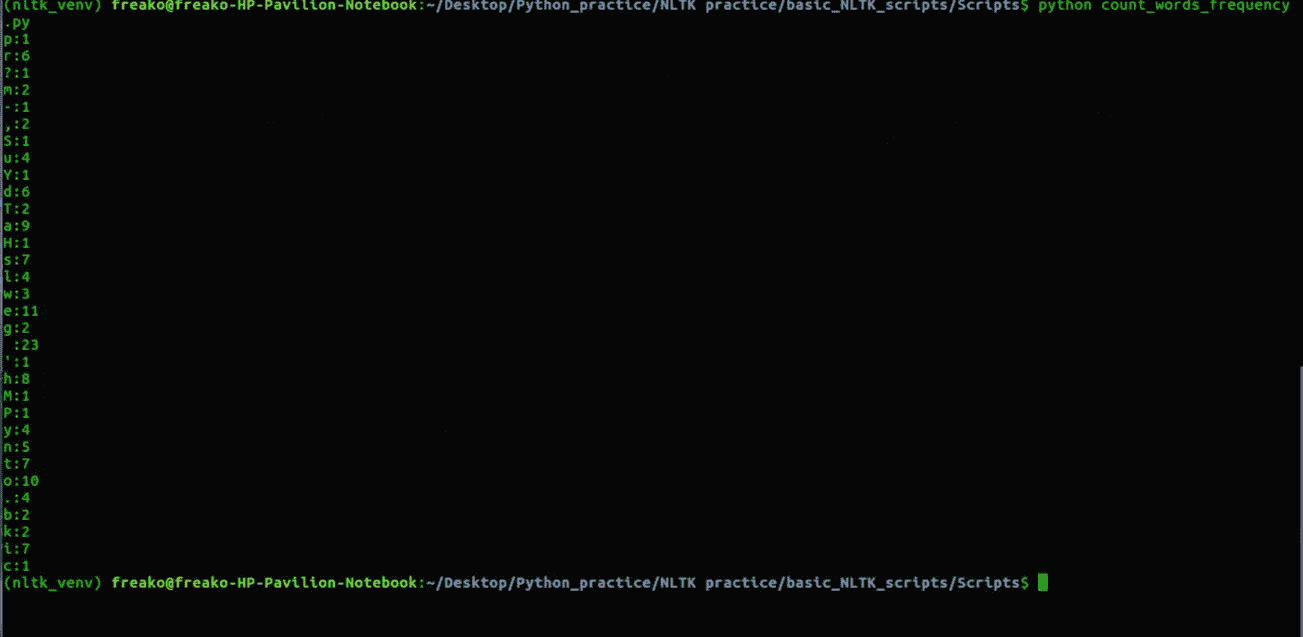 (nltk_venv) freako@freako-HP-Pavilion-Notebook:~/Desktop/Python_practice/NLTK practice/basic_NLTK_scripts/Scripts$ python count_words_frequency
.py
p:1
r:6
?:1
m:2
-:1
,:2
S:1
u:4
Y:1
d:6
T:2
a:9
H:1
s:7
l:4
w:3
e:11
g:2
 :23
':1
h:8
M:1
P:1
y:4
n:5
t:7
o:10
.:4
b:2
k:2
i:7
c:1
(nltk_venv) freako@freako-HP-Pavilion-Notebook:~/Desktop/Python_practice/NLTK practice/basic_NLTK_scripts/Scripts$